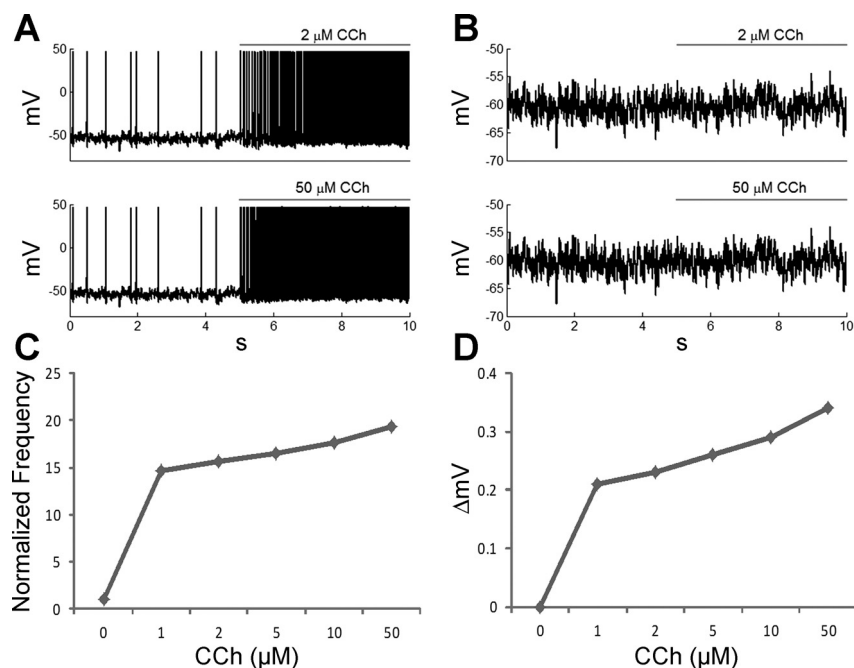 A
2 μM CCh
50
0
-50
mV
50 μM CCh
50
0
-50
mV
0 2 4 6 8 10
s
B
2 μM CCh
-50
-55
-60
-65
-70
mV
50 μM CCh
-50
-55
-60
-65
-70
mV
0 2 4 6 8 10
s
C
Normalized Frequency
25
20
15
10
5
0
0 1 2 5 10 50
CCh (μM)
D
ΔmV
0.4
0.3
0.2
0.1
0
0 1 2 5 10 50
CCh (μM)